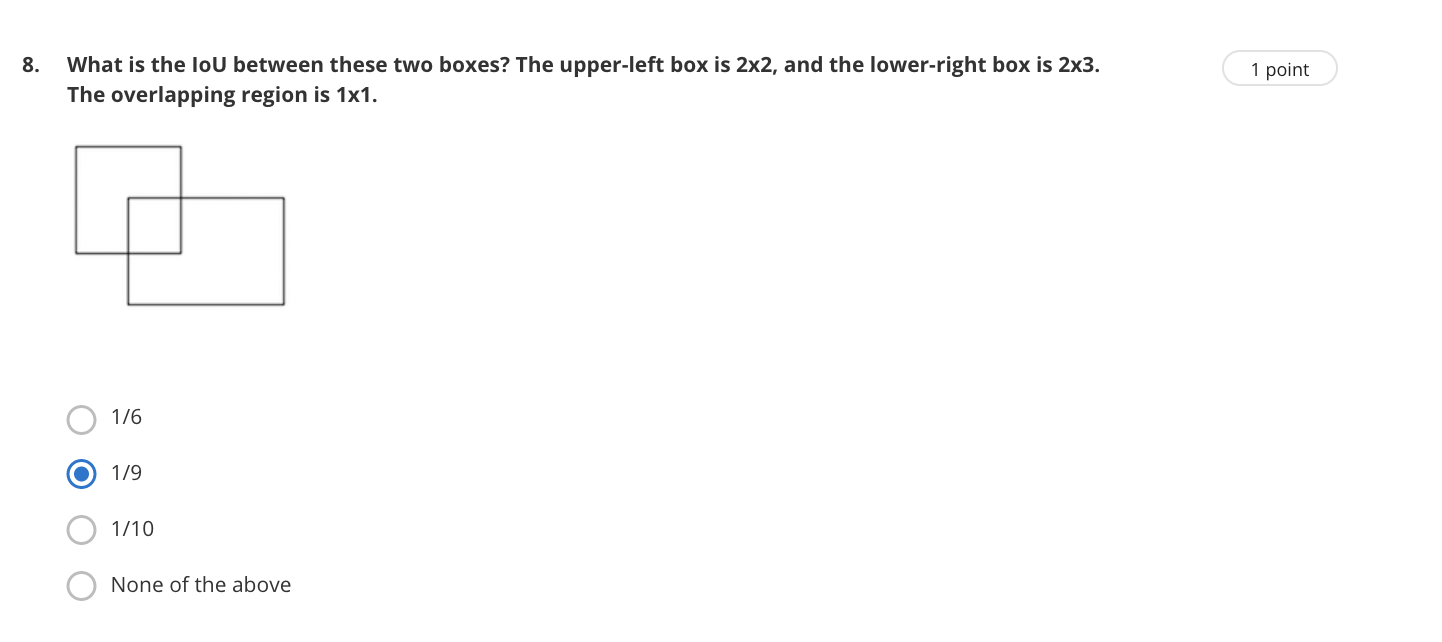 8. What is the IoU between these two boxes? The upper-left box is 2x2, and the lower-right box is 2x3.
The overlapping region is 1x1.
1 point
1/6
1/9
1/10
None of the above